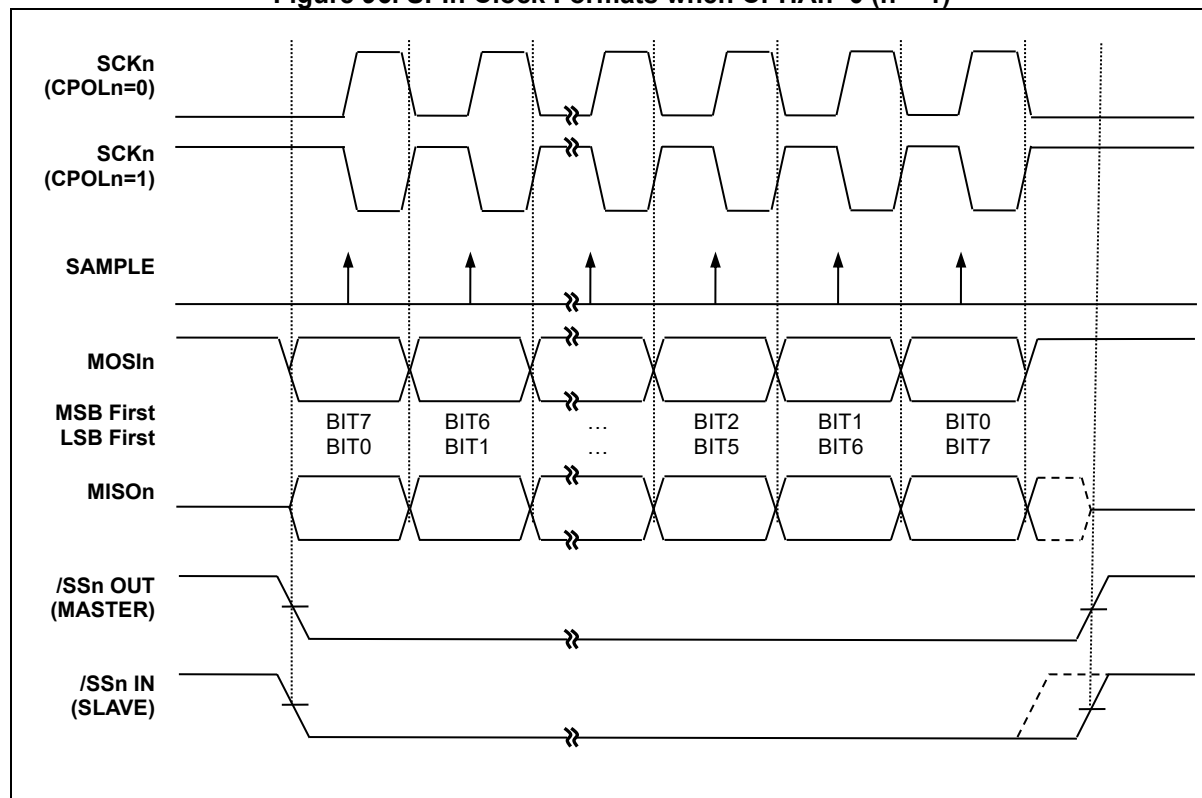 SCKn
(CPOLn=0)
SCKn
(CPOLn=1)
SAMPLE
MOSIn
MSB First
LSB First
BIT7 BIT6 … BIT2 BIT1 BIT0
BIT0 BIT1 … BIT5 BIT6 BIT7
MISOn
/SSn OUT
(MASTER)
/SSn IN
(SLAVE)